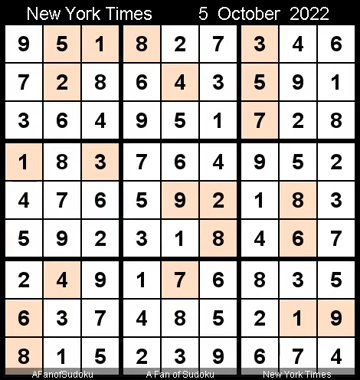 New York Times 5 October 2022
9 5 1 8 2 7 3 4 6
7 2 8 6 4 3 5 9 1
3 6 4 9 5 1 7 2 8
1 8 3 7 6 4 9 5 2
4 7 6 5 9 2 1 8 3
5 9 2 3 1 8 4 6 7
2 4 9 1 7 6 8 3 5
6 3 7 4 8 5 2 1 9
8 1 5 2 3 9 6 7 4
AFanofSudoku A Fan of Sudoku New York Times